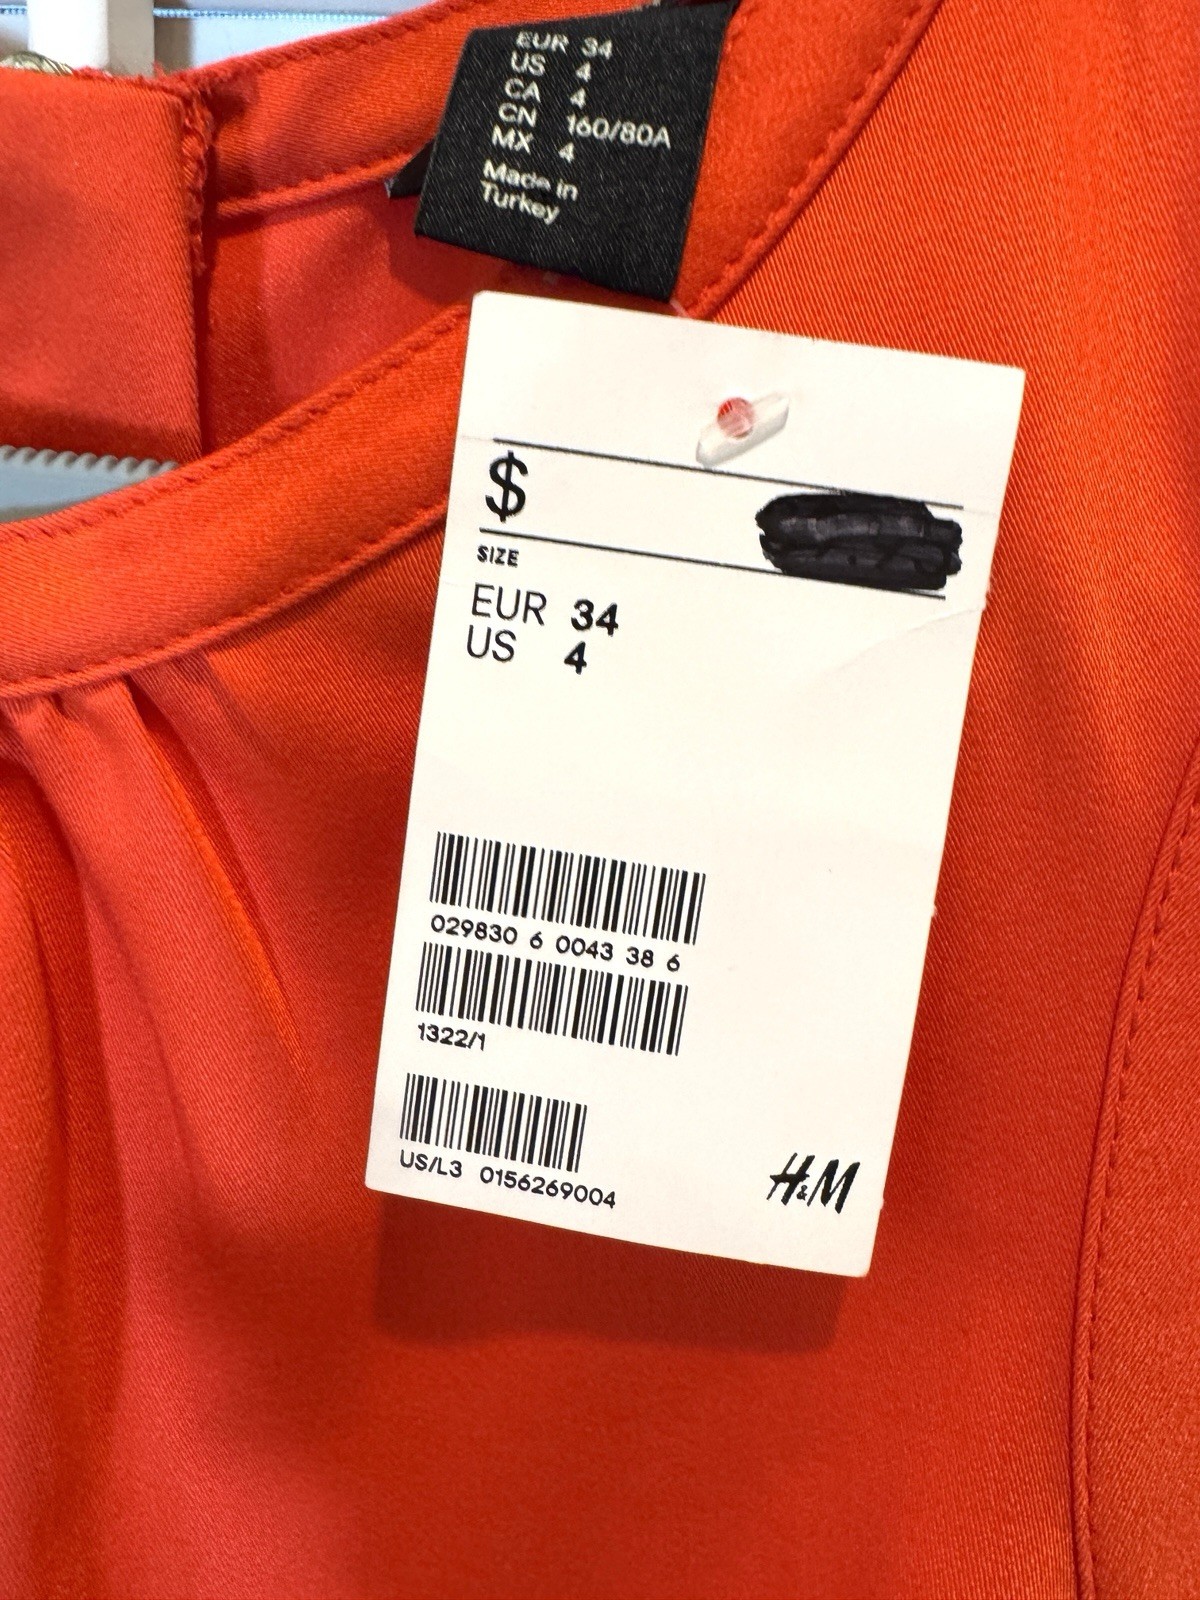 EUR 34
US 4
CA 4
CN 160/80A
MX 4
Made in
Turkey
$
SIZE
EUR 34
US 4
029830 6 0043 38 6
1322/1
US/L3 0156269004
H&M